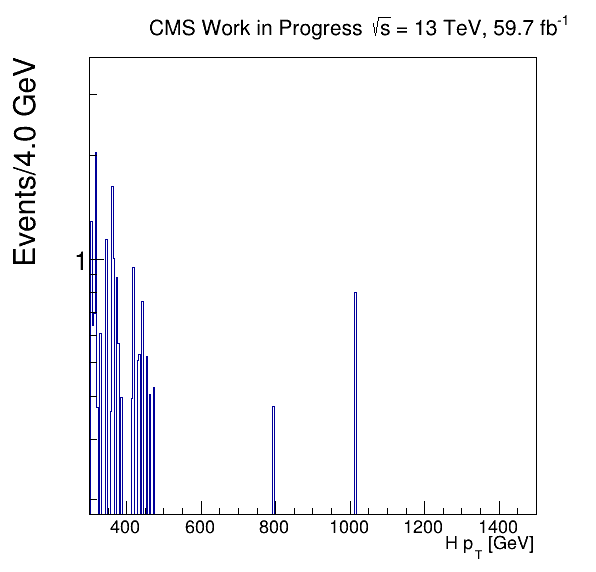 CMS Work in Progress √s = 13 TeV, 59.7 fb⁻¹
Events/4.0 GeV
1
400 600 800 1000 1200 1400
H p_T [GeV]